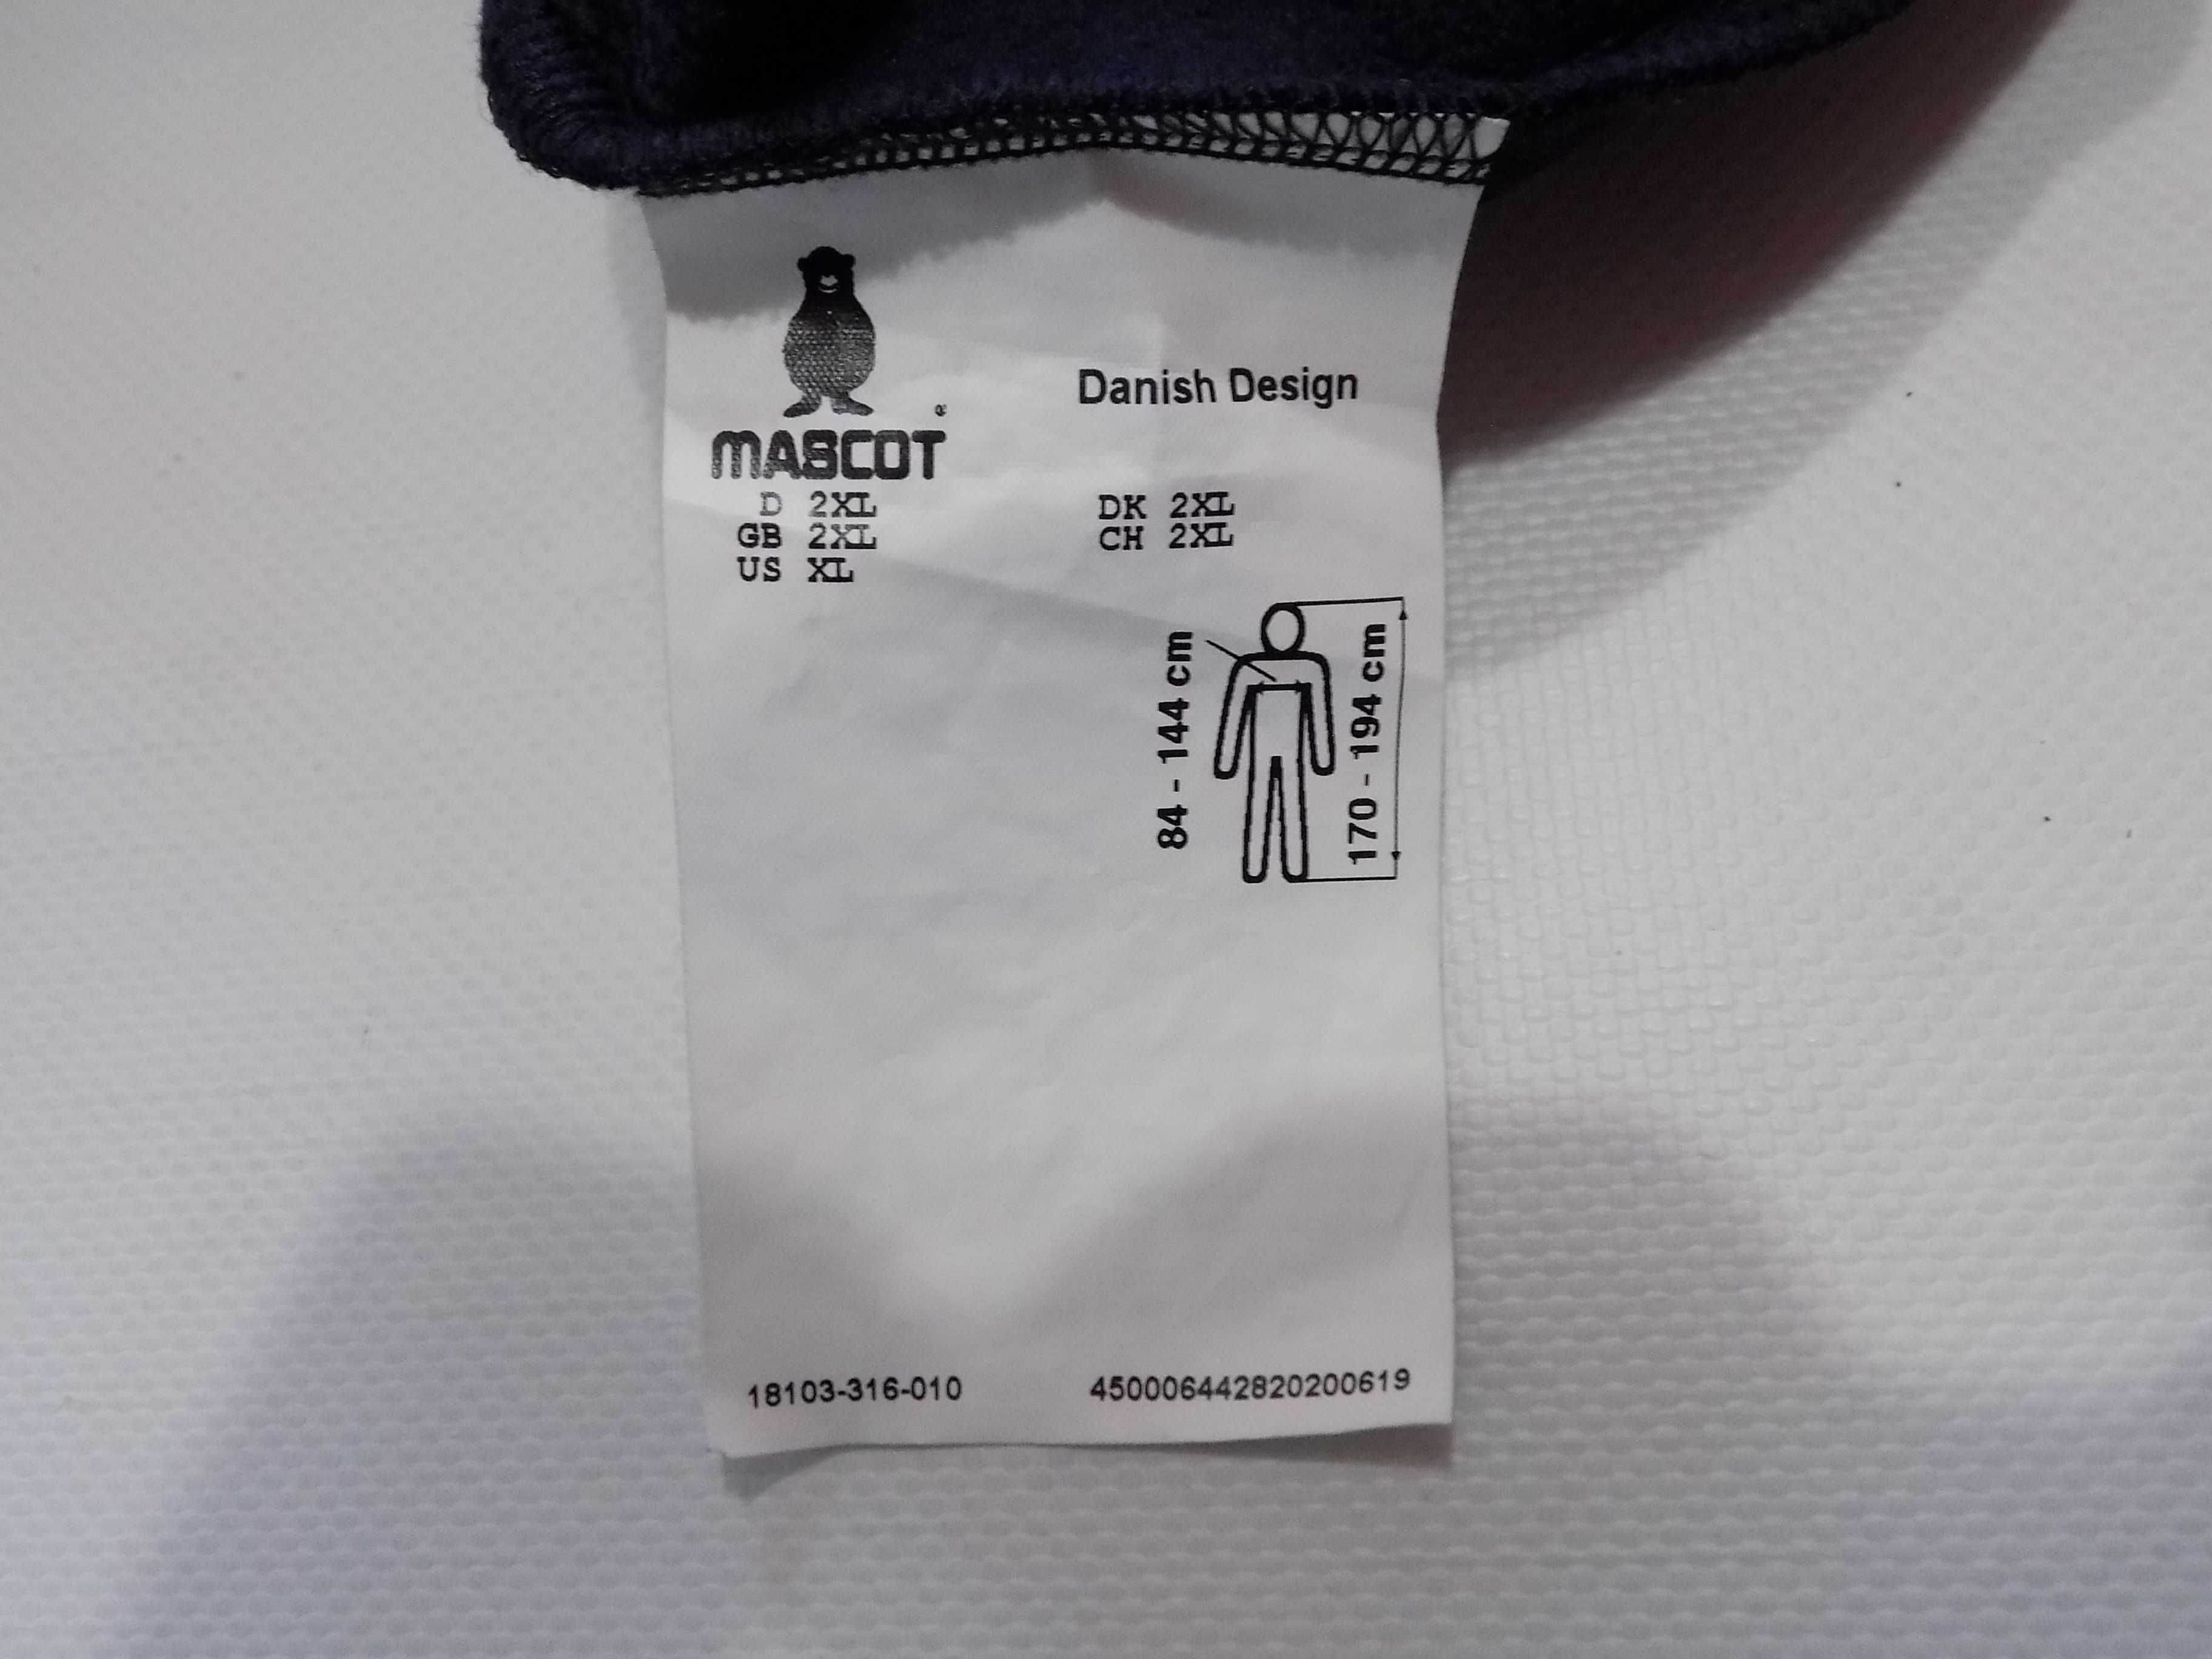 Danish Design
®
MASCOT
D 2XL DK 2XL
GB 2XL CH 2XL
US XL
84 - 144 cm
170 - 194 cm
18103-316-010 450006442820200619